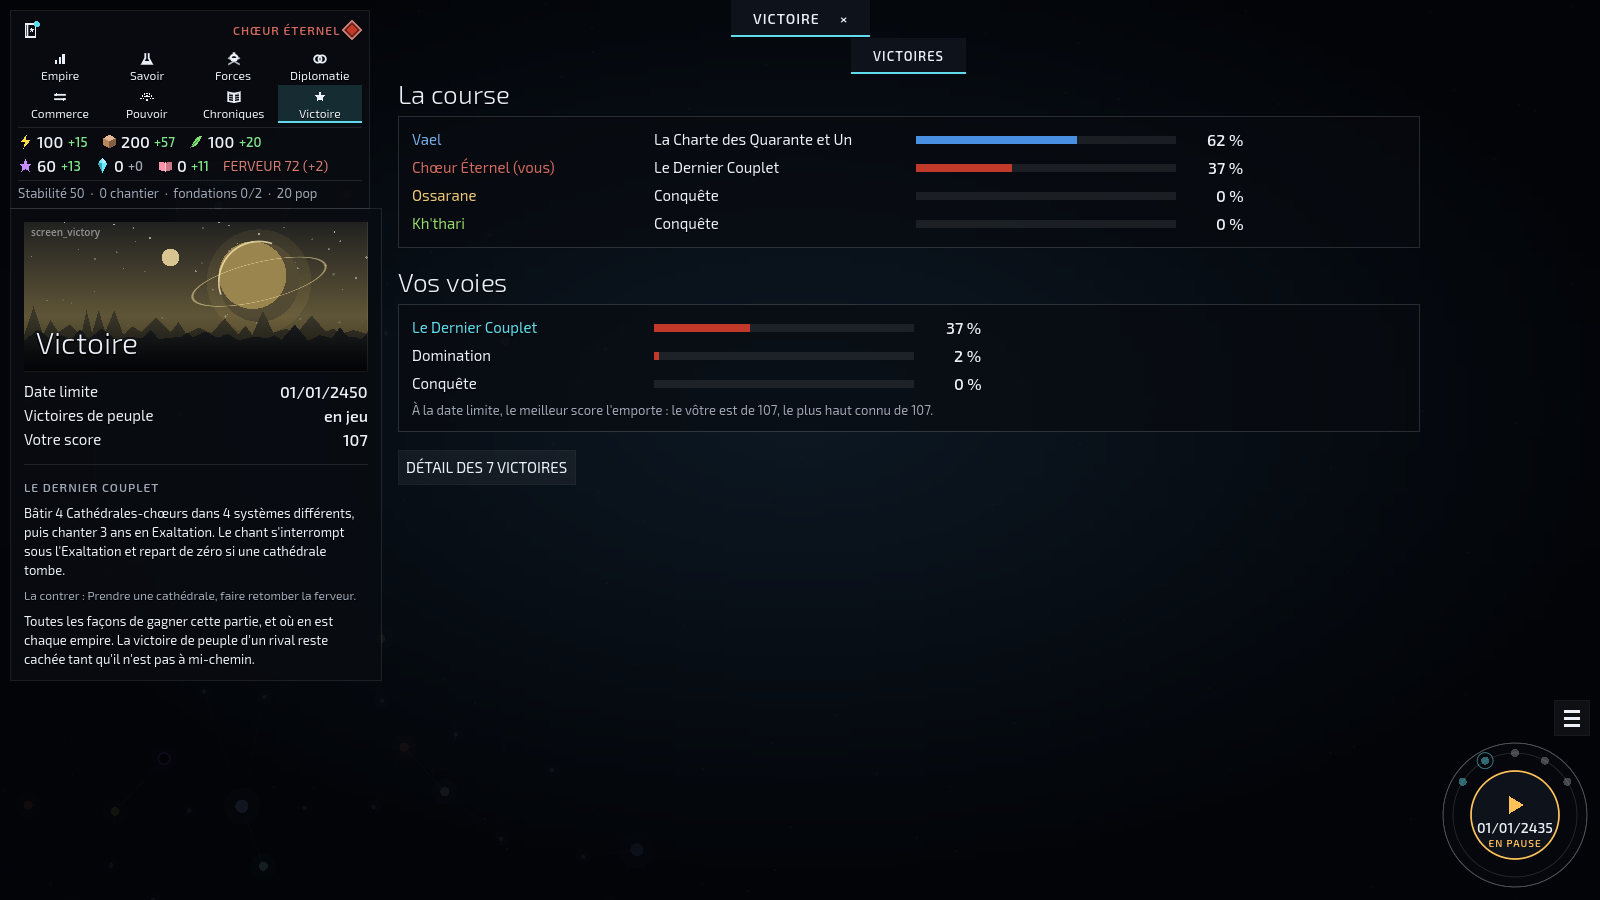 CHŒUR ÉTERNEL
Empire
Savoir
Forces
Diplomatie
Commerce
Pouvoir
Chroniques
Victoire
100 +15
200 +57
100 +20
60 +13
0 +0
0 +11
FERVEUR 72 (+2)
Stabilité 50 · 0 chantier · fondations 0/2 · 20 pop
screen_victory
Victoire
Date limite 01/01/2450
Victoires de peuple en jeu
Votre score 107
LE DERNIER COUPLET
Bâtir 4 Cathédrales-chœurs dans 4 systèmes différents,
puis chanter 3 ans en Exaltation. Le chant s'interrompt
sous l'Exaltation et repart de zéro si une cathédrale
tombe.
La contrer : Prendre une cathédrale, faire retomber la ferveur.
Toutes les façons de gagner cette partie, et où en est
chaque empire. La victoire de peuple d'un rival reste
cachée tant qu'il n'est pas à mi-chemin.
VICTOIRE ×
VICTOIRES
La course
Vael La Charte des Quarante et Un 62 %
Chœur Éternel (vous) Le Dernier Couplet 37 %
Ossarane Conquête 0 %
Kh'thari Conquête 0 %
Vos voies
Le Dernier Couplet 37 %
Domination 2 %
Conquête 0 %
À la date limite, le meilleur score l'emporte : le vôtre est de 107, le plus haut connu de 107.
DÉTAIL DES 7 VICTOIRES
01/01/2435
EN PAUSE